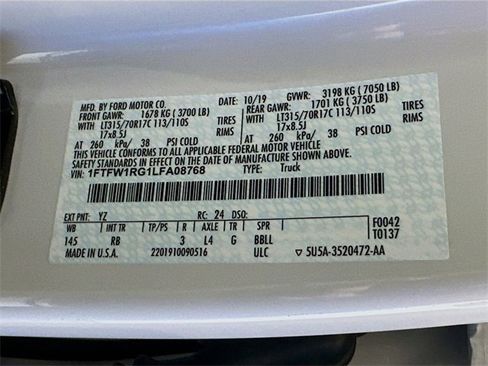 MFD. BY FORD MOTOR CO. DATE: 10/19 GVWR: 3198 KG ( 7050 LB)
FRONT GAWR: 1678 KG ( 3700 LB) REAR GAWR: 1701 KG ( 3750 LB)
WITH LT315/70R17C 113/110S TIRES WITH LT315/70R17C 113/110S TIRES
17x8.5J RIMS 17x8.5J RIMS
AT 260 kPa/ 38 PSI COLD AT 260 kPa/ 38 PSI COLD
THIS VEHICLE CONFORMS TO ALL APPLICABLE FEDERAL MOTOR VEHICLE
SAFETY STANDARDS IN EFFECT ON THE DATE OF MANUFACTURE SHOWN ABOVE.
VIN: 1FTFW1RG1LFA08768 TYPE: Truck
EXT PNT: YZ RC: 24 DSO: F0042
WB INT TR TP/PS R AXLE TR SPR T0137
145 RB 3 L4 G BBLL
MADE IN U.S.A. 2201910090516 ULC ▽ 5U5A-3520472-AA